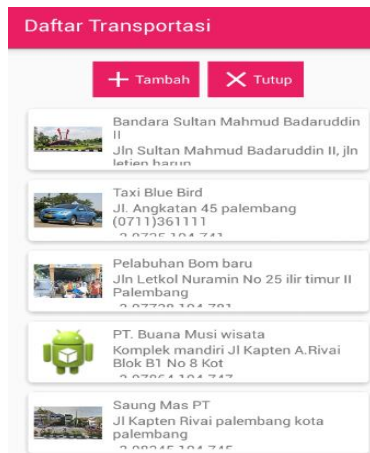 Daftar Transportasi
+ Tambah
X Tutup
Bandara Sultan Mahmud Badaruddin
II
Jln Sultan Mahmud Badaruddin II, jln
letjen harun
Taxi Blue Bird
Jl. Angkatan 45 palembang
(0711)361111
Pelabuhan Bom baru
Jln Letkol Nuramin No 25 ilir timur II
Palembang
PT. Buana Musi wisata
Komplek mandiri Jl Kapten A.Rivai
Blok B1 No 8 Kot
Saung Mas PT
Jl Kapten Rivai palembang kota
palembang